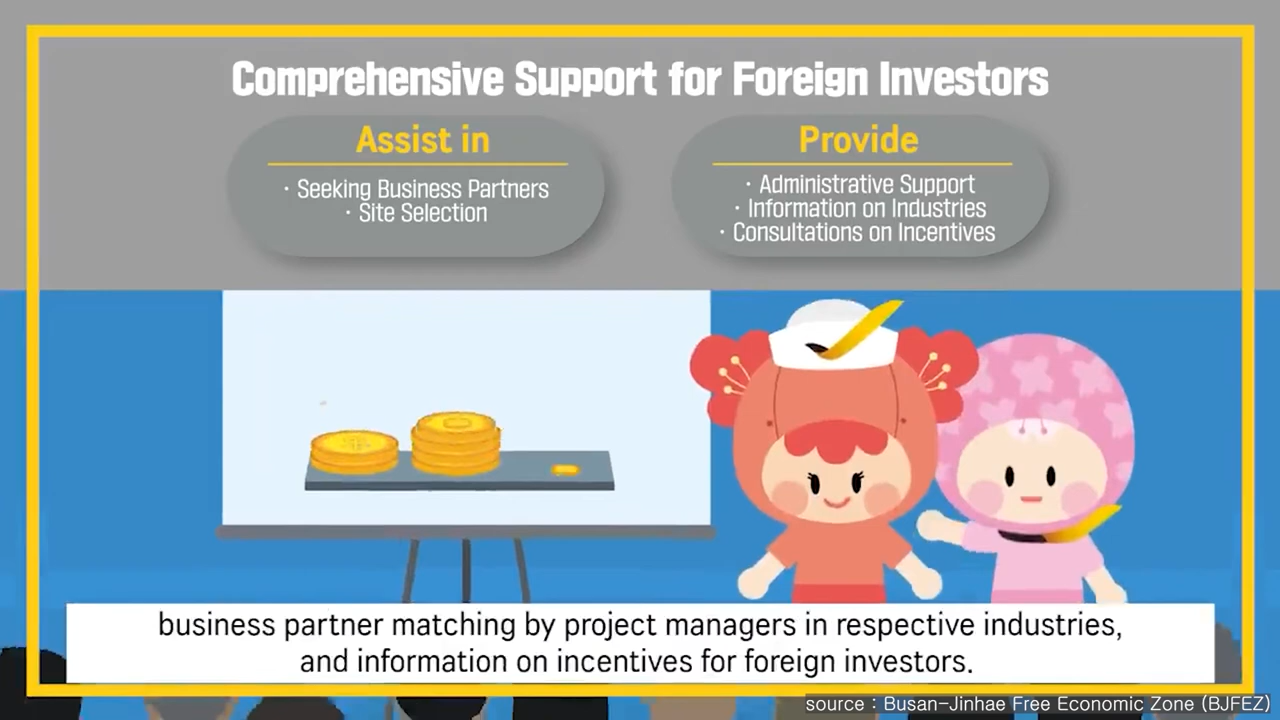 Comprehensive Support for Foreign Investors
Assist in
· Seeking Business Partners
· Site Selection
Provide
· Administrative Support
· Information on Industries
· Consultations on Incentives
business partner matching by project managers in respective industries,
and information on incentives for foreign investors.
source : Busan-Jinhae Free Economic Zone (BJFEZ)